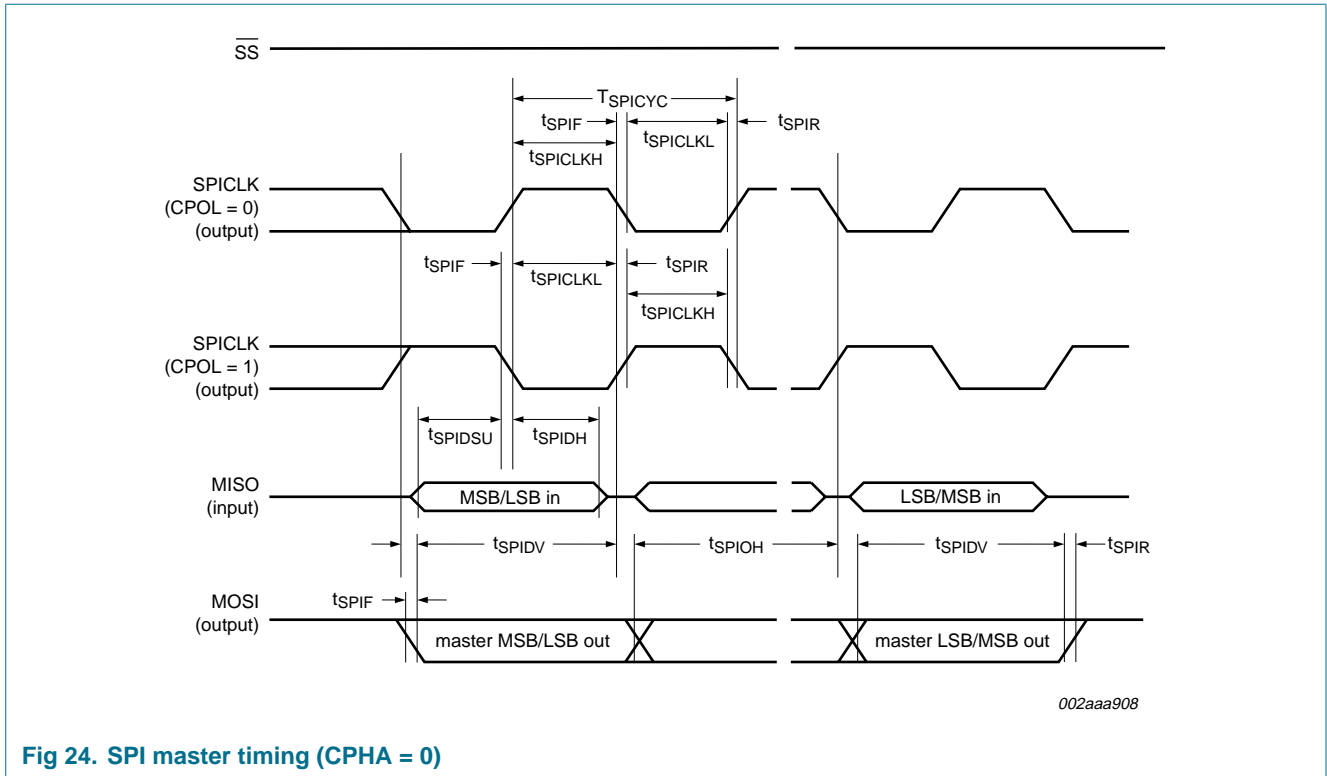 SS
TSPICYC
tSPIF
tSPICLKL
tSPIR
tSPICLKH
SPICLK
(CPOL = 0)
(output)
tSPIF
tSPICLKL
tSPIR
tSPICLKH
SPICLK
(CPOL = 1)
(output)
tSPIDSU
tSPIDH
MISO
(input)
MSB/LSB in
LSB/MSB in
tSPIDV
tSPIOH
tSPIDV
tSPIR
tSPIF
MOSI
(output)
master MSB/LSB out
master LSB/MSB out
002aaa908
Fig 24. SPI master timing (CPHA = 0)